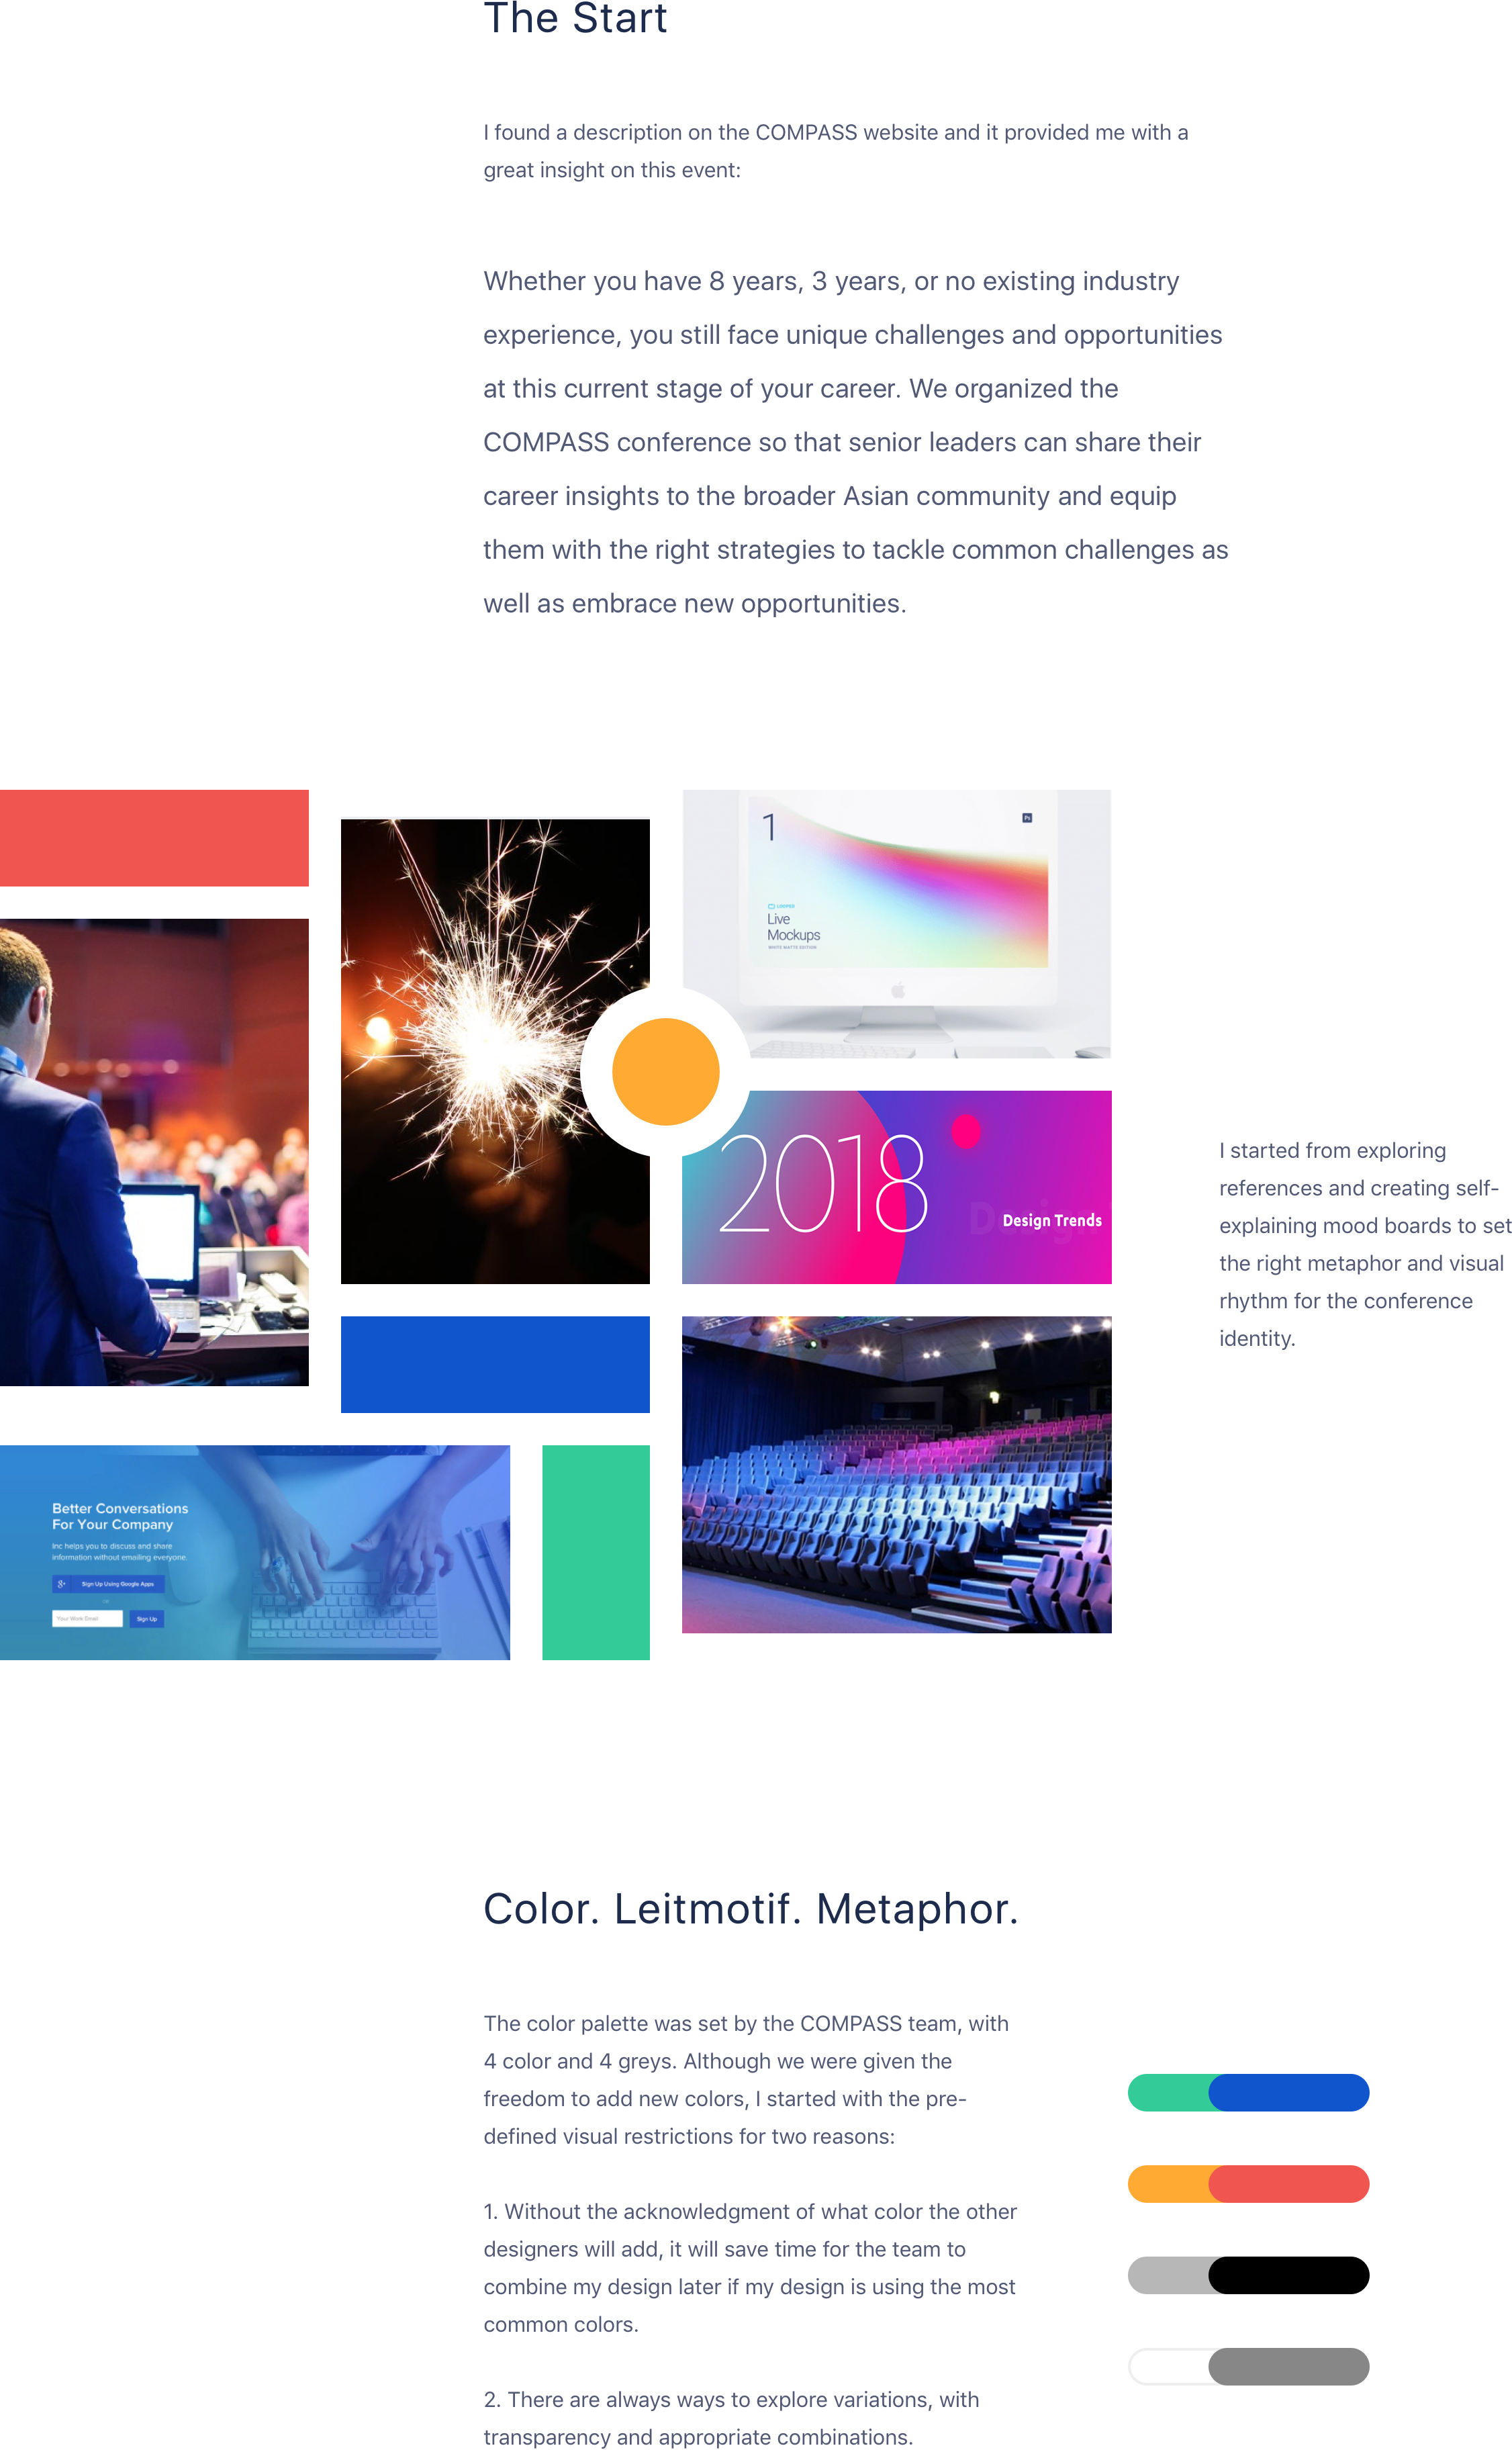 The Start
I found a description on the COMPASS website and it provided me with a
great insight on this event:
Whether you have 8 years, 3 years, or no existing industry
experience, you still face unique challenges and opportunities
at this current stage of your career. We organized the
COMPASS conference so that senior leaders can share their
career insights to the broader Asian community and equip
them with the right strategies to tackle common challenges as
well as embrace new opportunities.
1
Ps
LOOPED
Live
Mockups
WHITE MATTE EDITION
2018
Design
Design Trends
I started from exploring
references and creating self-
explaining mood boards to set
the right metaphor and visual
rhythm for the conference
identity.
Better Conversations
For Your Company
Inc helps you to discuss and share
information without emailing everyone.
g+ Sign Up Using Google Apps
OR
Your Work Email
Sign Up
Color. Leitmotif. Metaphor.
The color palette was set by the COMPASS team, with
4 color and 4 greys. Although we were given the
freedom to add new colors, I started with the pre-
defined visual restrictions for two reasons:
1. Without the acknowledgment of what color the other
designers will add, it will save time for the team to
combine my design later if my design is using the most
common colors.
2. There are always ways to explore variations, with
transparency and appropriate combinations.